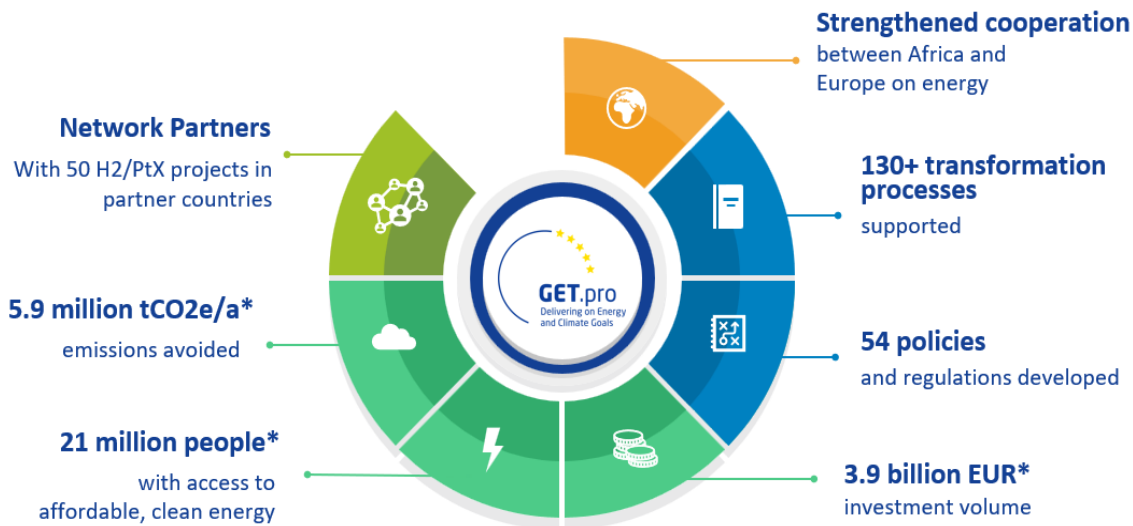 Strengthened cooperation
between Africa and
Europe on energy
130+ transformation
processes
supported
54 policies
and regulations developed
3.9 billion EUR*
investment volume
21 million people*
with access to
affordable, clean energy
5.9 million tCO2e/a*
emissions avoided
Network Partners
With 50 H2/PtX projects in
partner countries
GET.pro
Delivering on Energy
and Climate Goals